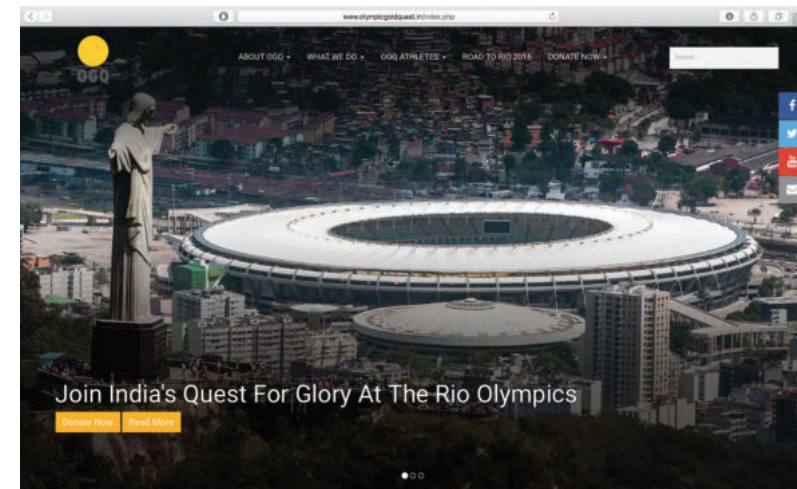 www.olympicgoldquest.in/index.php
OGQ
ABOUT OGQ
WHAT WE DO
OGQ ATHLETES
ROAD TO RIO 2016
DONATE NOW
Search...
f
You
Join India's Quest For Glory At The Rio Olympics
Donate Now
Read More